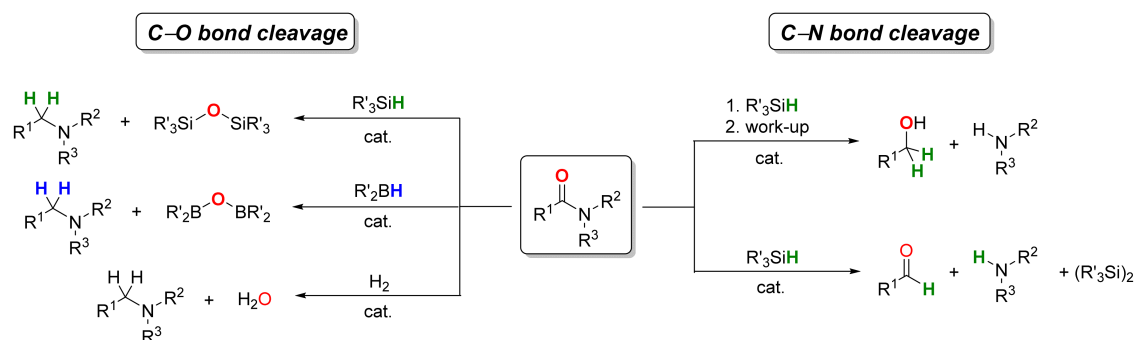 C–O bond cleavage
C–N bond cleavage
H H
R¹ N R² R³ + R'₃Si O SiR'₃
R'₃SiH
cat.
H H
R¹ N R² R³ + R'₂B O BR'₂
R'₂BH
cat.
H H
R¹ N R² R³ + H₂O
H₂
cat.
O
R¹ N R² R³
1. R'₃SiH
2. work-up
cat.
OH
R¹ H H + H N R² R³
R'₃SiH
cat.
O
R¹ H + H N R² R³ + (R'₃Si)₂